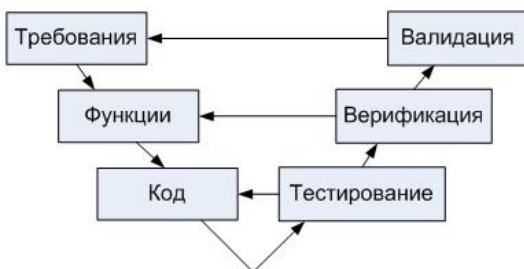 Требования
Валидация
Функции
Верификация
Код
Тестирование